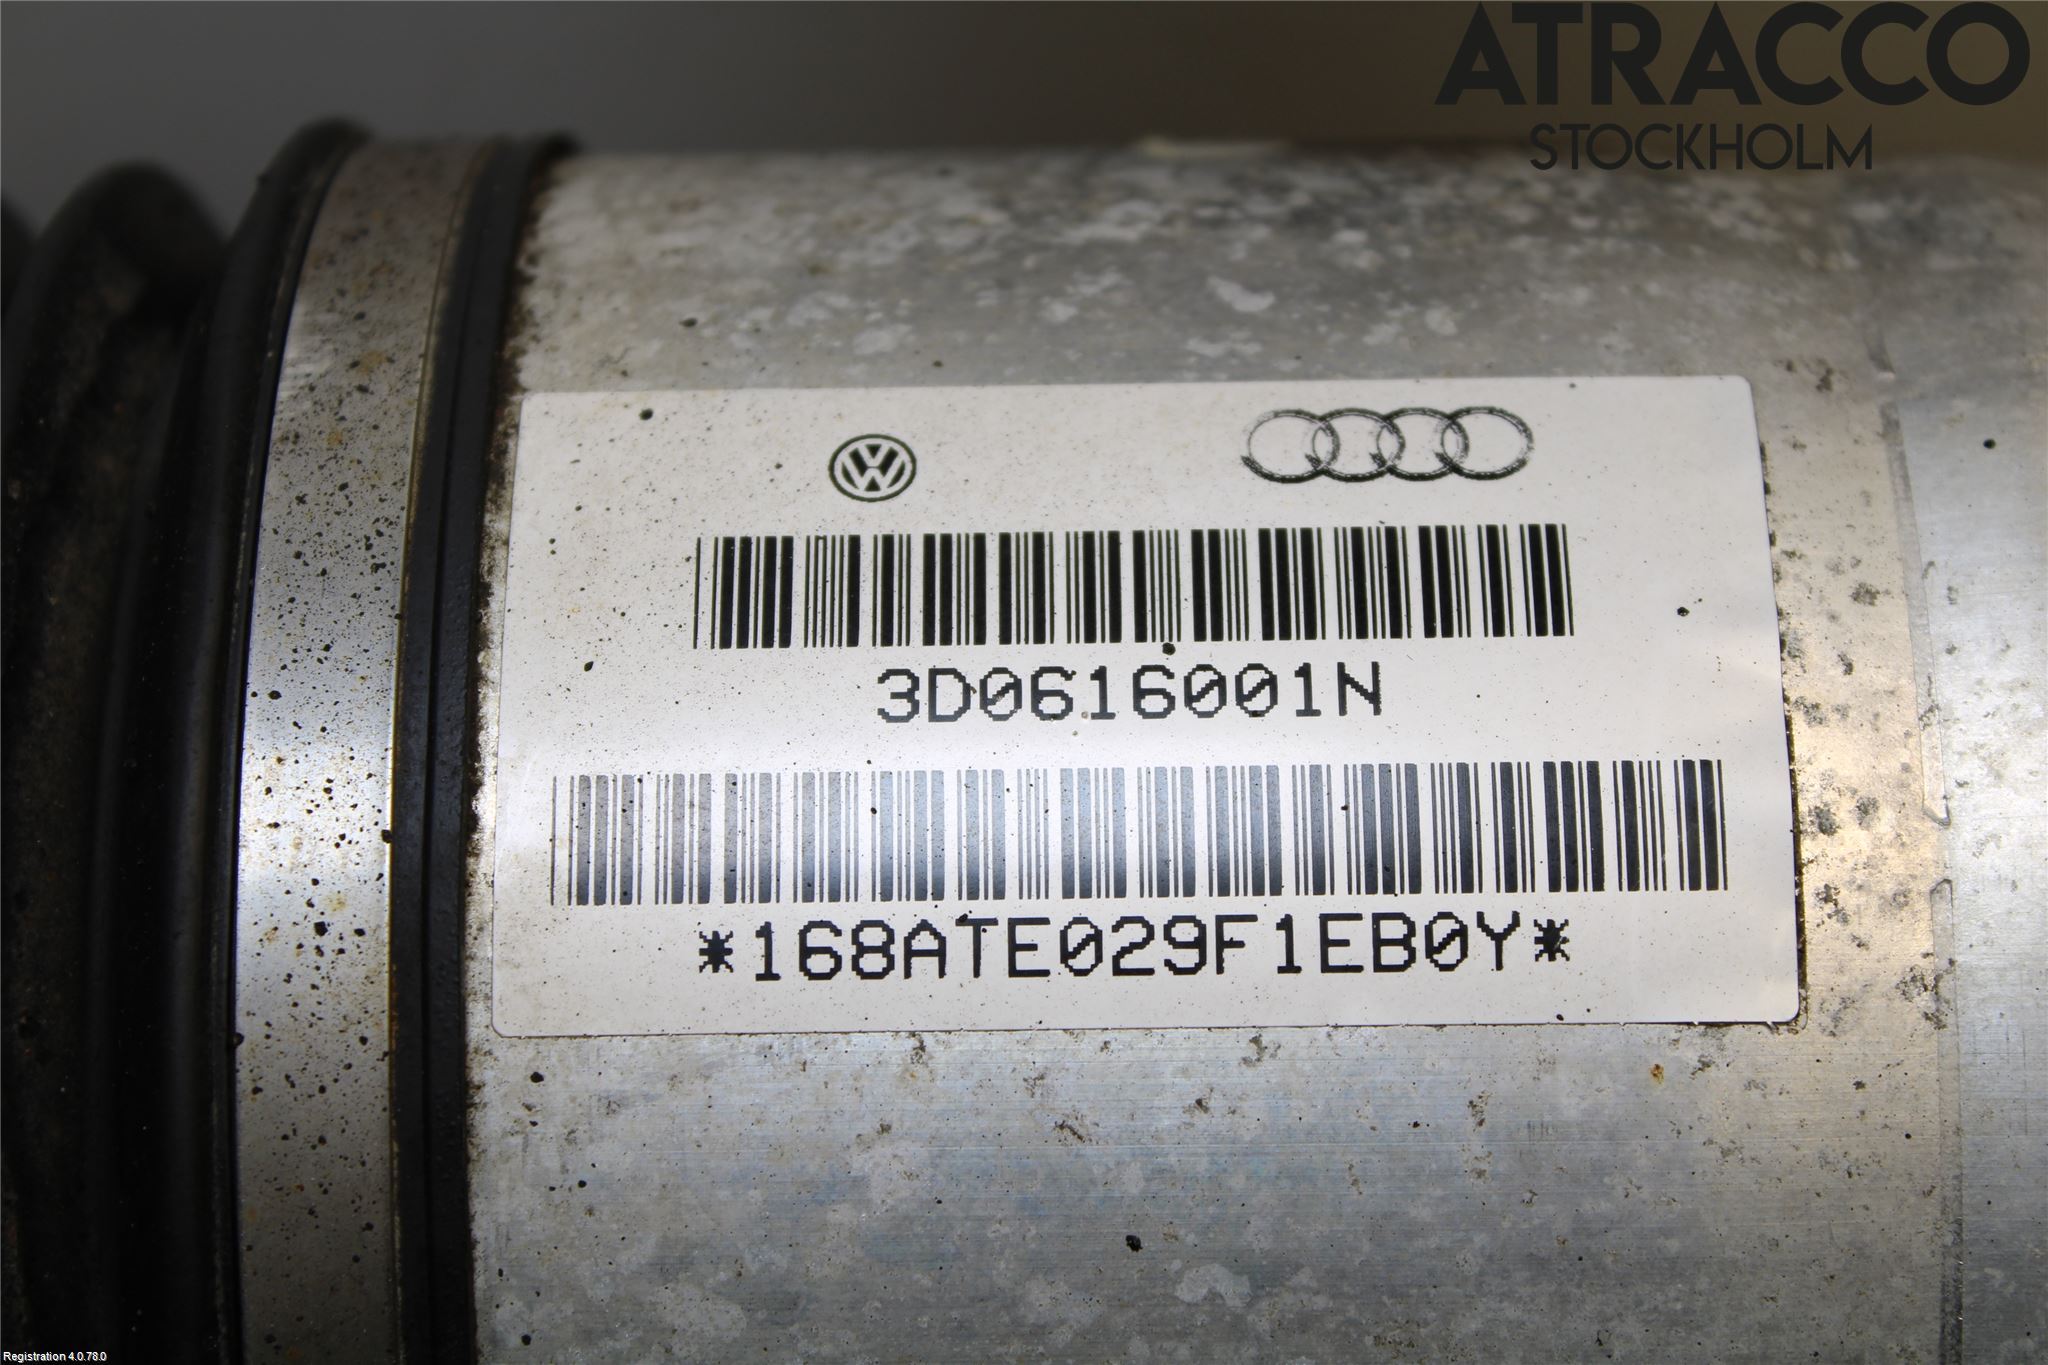 ATRACCO
STOCKHOLM
3D0616001N
*168ATE029F1EB0Y*
Registration 4.0.78.0